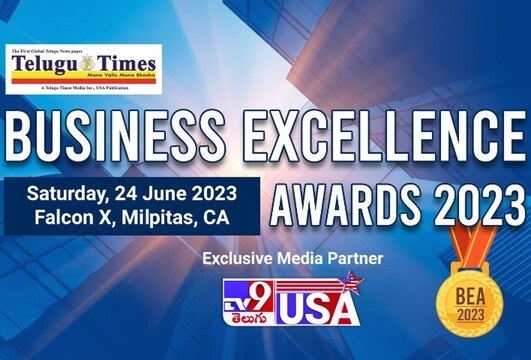 The First Global Telugu News paper
Telugu Times
Mana Vallu Mana Bhasha
A Telugu Times Media Inc., USA Publication
BUSINESS EXCELLENCE
AWARDS 2023
Saturday, 24 June 2023
Falcon X, Milpitas, CA
Exclusive Media Partner
TV9
తెలుగు
USA
BEA
2023